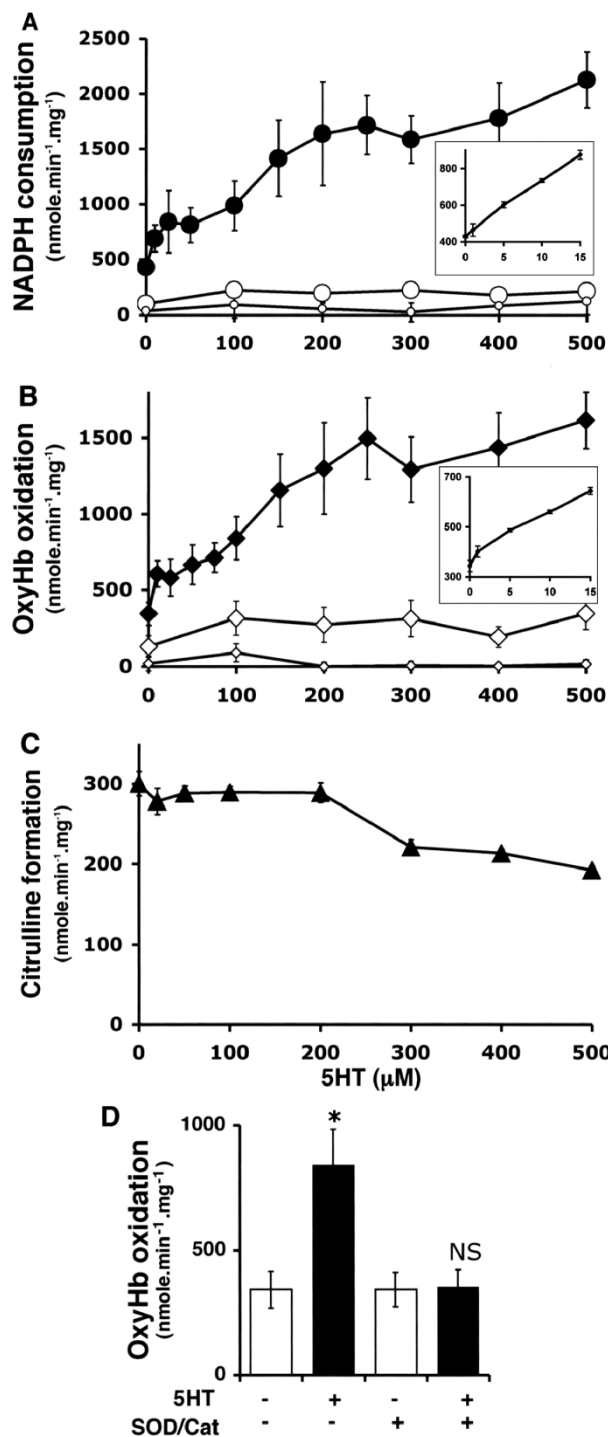 A
NADPH consumption
(nmole.min⁻¹.mg⁻¹)
2500
2000
1500
1000
500
0
0 100 200 300 400 500
800
600
400
0 5 10 15
B
OxyHb oxidation
(nmole.min⁻¹.mg⁻¹)
1500
1000
500
0
0 100 200 300 400 500
700
500
300
0 5 10 15
C
Citrulline formation
(nmole.min⁻¹.mg⁻¹)
300
200
100
0
0 100 200 300 400 500
5HT (µM)
D
OxyHb oxidation
(nmole.min⁻¹.mg⁻¹)
1000
500
0
*
NS
5HT - + - +
SOD/Cat - - + +